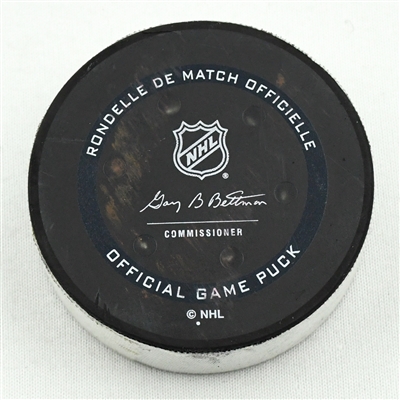 RONDELLE DE MATCH OFFICIELLE
NHL
®
Gary B Bettman
COMMISSIONER
OFFICIAL GAME PUCK
© NHL